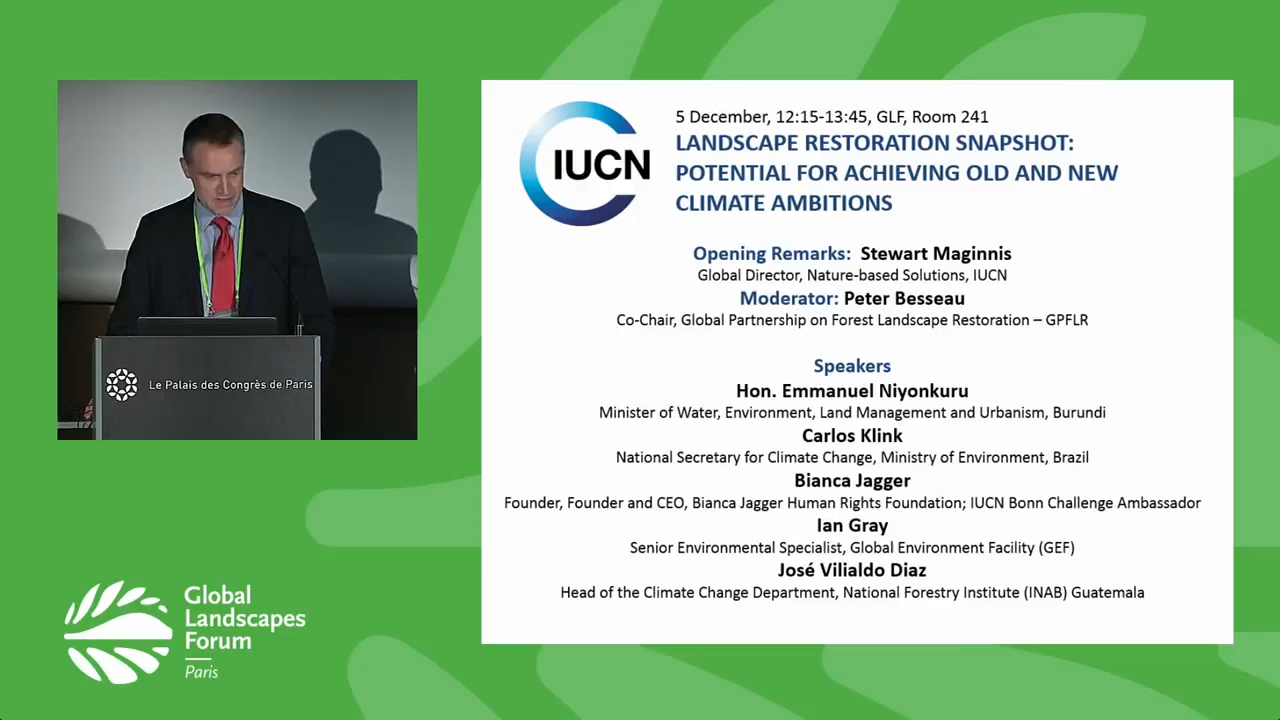 Le Palais des Congrès de Paris
Global
Landscapes
Forum
Paris
IUCN
5 December, 12:15-13:45, GLF, Room 241
LANDSCAPE RESTORATION SNAPSHOT:
POTENTIAL FOR ACHIEVING OLD AND NEW
CLIMATE AMBITIONS
Opening Remarks: Stewart Maginnis
Global Director, Nature-based Solutions, IUCN
Moderator: Peter Besseau
Co-Chair, Global Partnership on Forest Landscape Restoration – GPFLR
Speakers
Hon. Emmanuel Niyonkuru
Minister of Water, Environment, Land Management and Urbanism, Burundi
Carlos Klink
National Secretary for Climate Change, Ministry of Environment, Brazil
Bianca Jagger
Founder, Founder and CEO, Bianca Jagger Human Rights Foundation; IUCN Bonn Challenge Ambassador
Ian Gray
Senior Environmental Specialist, Global Environment Facility (GEF)
José Vilialdo Diaz
Head of the Climate Change Department, National Forestry Institute (INAB) Guatemala